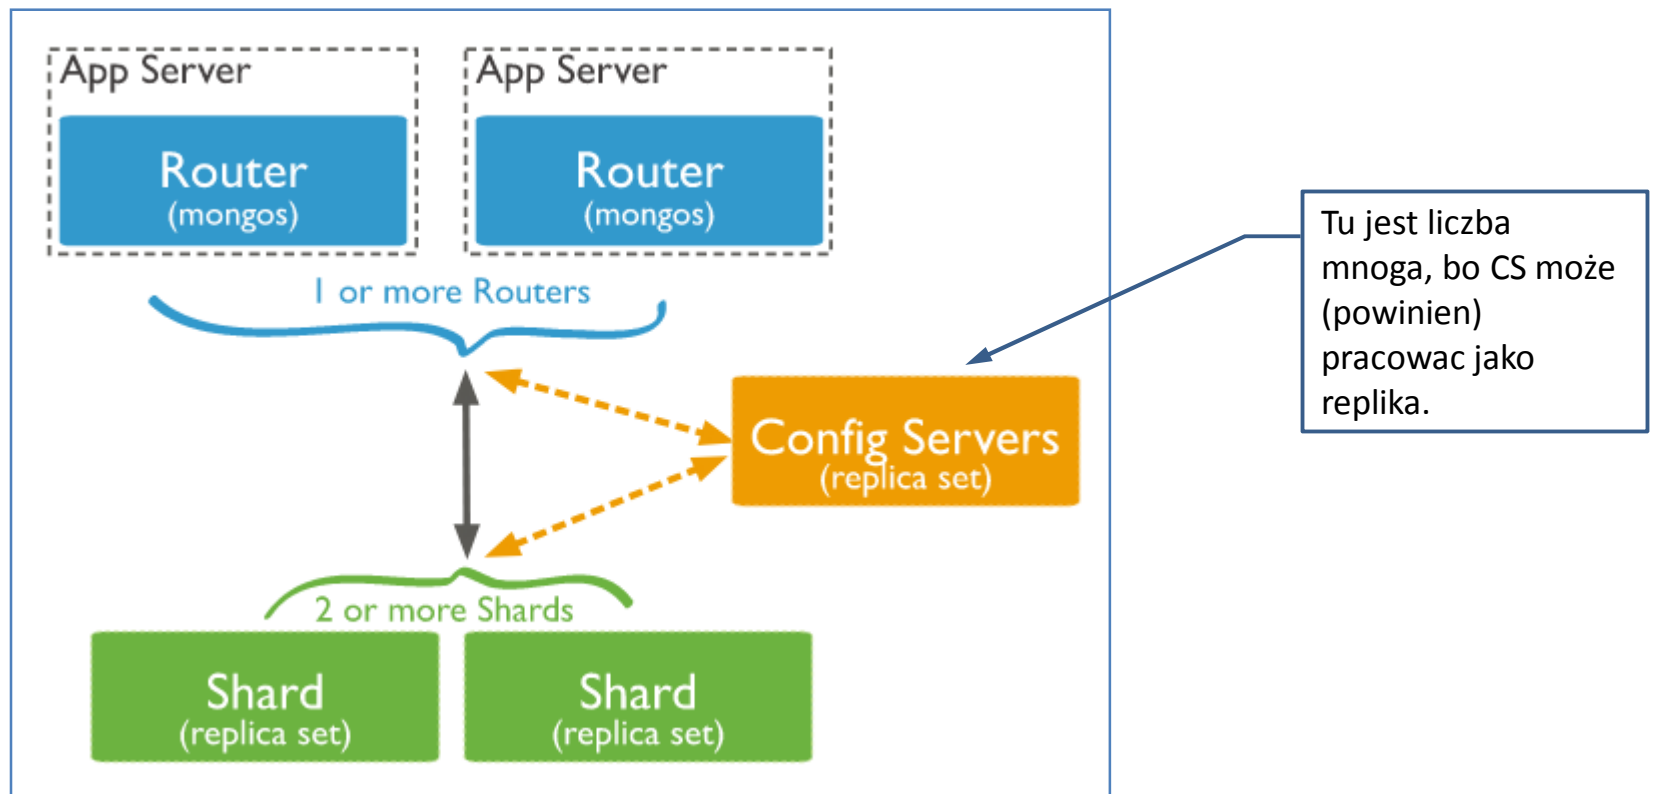 App Server
App Server
Router
(mongos)
Router
(mongos)
1 or more Routers
Config Servers
(replica set)
2 or more Shards
Shard
(replica set)
Shard
(replica set)
Tu jest liczba
mnoga, bo CS może
(powinien)
pracowac jako
replika.